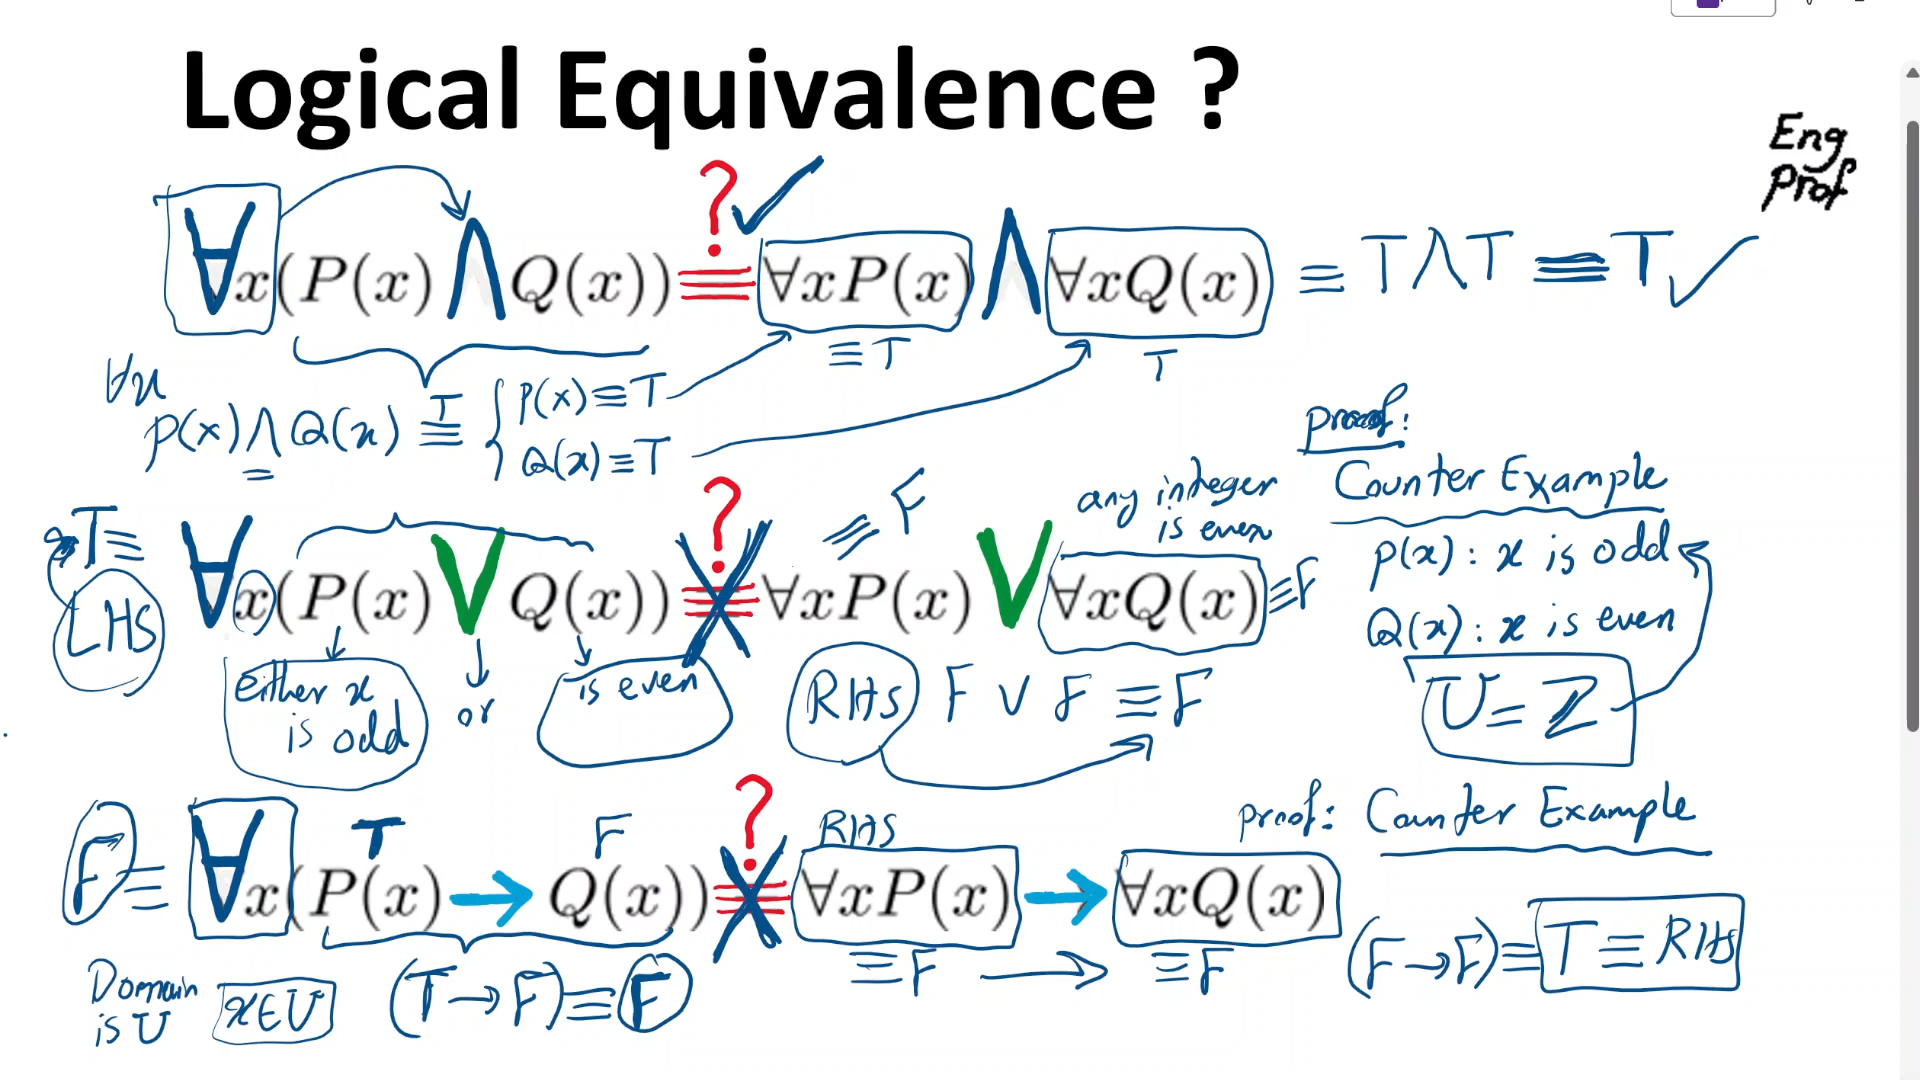 Logical Equivalence ?
Eng
Prof
∀x(P(x) ∧ Q(x)) ≡ ∀xP(x) ∧ ∀xQ(x) ≡ T∧T ≡ T ✓
? ✓
≡ T
T
∀x
P(x) ∧ Q(x) ≡ T { P(x) ≡ T
Q(x) ≡ T
proof:
Counter Example
P(x) : x is odd
Q(x) : x is even
U = Z
any integer
is even
≡ F
T ≡ ∀x(P(x) ∨ Q(x)) ≡ ∀xP(x) ∨ ∀xQ(x) ≡ F
?
LHS
Either x
is odd
or
is even
RHS F ∨ F ≡ F
proof: Counter Example
T F ? RHS
F ≡ ∀x(P(x) → Q(x)) ≡ ∀xP(x) → ∀xQ(x)
≡ F → ≡ F
(F → F) ≡ T ≡ RHS
Domain
is U
x∈U
(T → F) ≡ F